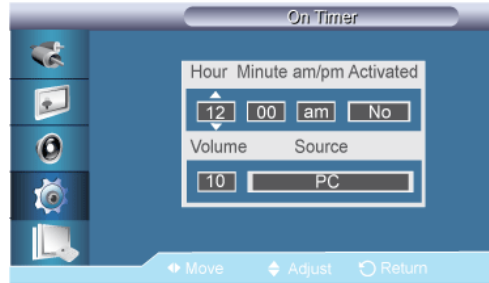 On Timer
Hour Minute am/pm Activated
12 00 am No
Volume Source
10 PC
Move Adjust Return